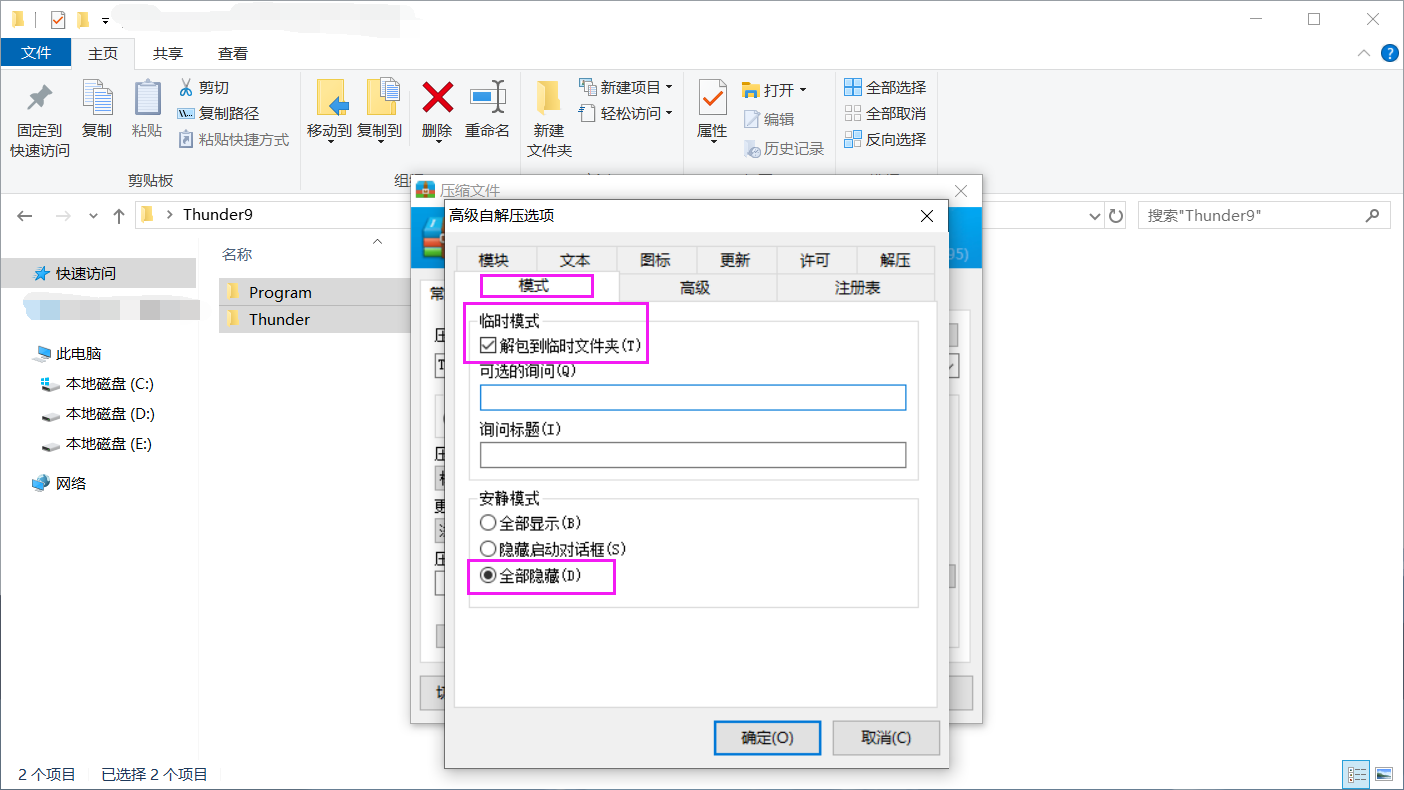 文件 主页 共享 查看
固定到
快速访问
复制
粘贴
剪切
复制路径
粘贴快捷方式
剪贴板
移动到 复制到 删除 重命名
新建
文件夹
新建项目
轻松访问
属性
打开
编辑
历史记录
全部选择
全部取消
反向选择
Thunder9
搜索"Thunder9"
快速访问
此电脑
本地磁盘 (C:)
本地磁盘 (D:)
本地磁盘 (E:)
网络
名称
Program
Thunder
压缩文件
高级自解压选项
模块 文本 图标 更新 许可 解压
模式 高级 注册表
临时模式
解包到临时文件夹(T)
可选的询问(Q)
询问标题(I)
安静模式
全部显示(B)
隐藏启动对话框(S)
全部隐藏(D)
确定(O) 取消(C)
2 个项目 已选择 2 个项目